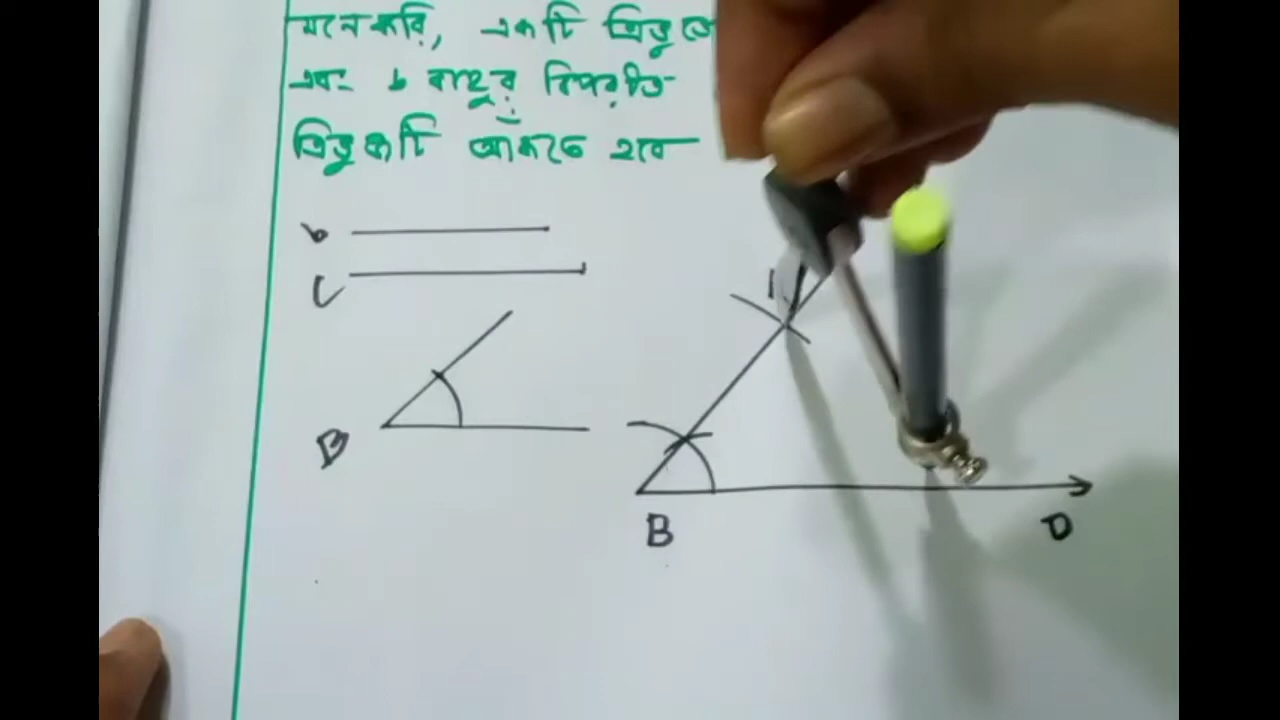 মনে করি, একটি ত্রিভুজে
এবং b বাহুর বিপরীত
ত্রিভুজটি আঁকতে হবে
b
c
B
B
D